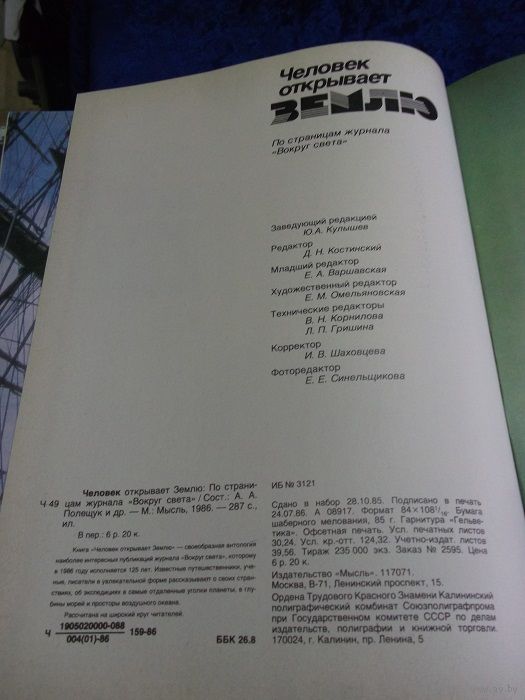 Человек
открывает
ЗЕМЛЮ
По страницам журнала
«Вокруг света»
Заведующий редакцией
Ю.А. Кулышев
Редактор
Д. Н. Костинский
Младший редактор
Е. А. Варшавская
Художественный редактор
Е. М. Омельяновская
Технические редакторы
В. Н. Корнилова
Л. П. Гришина
Корректор
И. В. Шаховцева
Фоторедактор
Е. Е. Синельщикова
Человек открывает Землю: По страни-
Ч 49 цам журнала «Вокруг света» / Сост.: А. А.
Полещук и др. — М.: Мысль, 1986. — 287 с.,
ил.
В пер.: 6 р. 20 к.
Книга «Человек открывает Землю» — своеобразная антология
наиболее интересных публикаций журнала «Вокруг света», которому
в 1986 году исполняется 125 лет. Известные путешественники, уче-
ные, писатели в увлекательной форме рассказывают о своих стран-
ствиях, об экспедициях в самые отдаленные уголки планеты, в глу-
бины морей и просторы воздушного океана.
Рассчитана на широкий круг читателей.
Ч 1905020000-088 159-86
004(01)-86
ББК 26.8
ИБ № 3121
Сдано в набор 28.10.85. Подписано в печать
24.07.86. А 08917. Формат 84×108 1/16. Бумага
шаберного мелования, 85 г. Гарнитура «Гельве-
тика». Офсетная печать. Усл. печатных листов
30,24. Усл. кр.-отт. 124,32. Учетно-издат. листов
39,56. Тираж 235 000 экз. Заказ № 2595. Цена
6 р. 20 к.
Издательство «Мысль». 117071.
Москва, В-71, Ленинский проспект, 15.
Ордена Трудового Красного Знамени Калининский
полиграфический комбинат Союзполиграфпрома
при Государственном комитете СССР по делам
издательств, полиграфии и книжной торговли.
170024, г. Калинин, пр. Ленина, 5